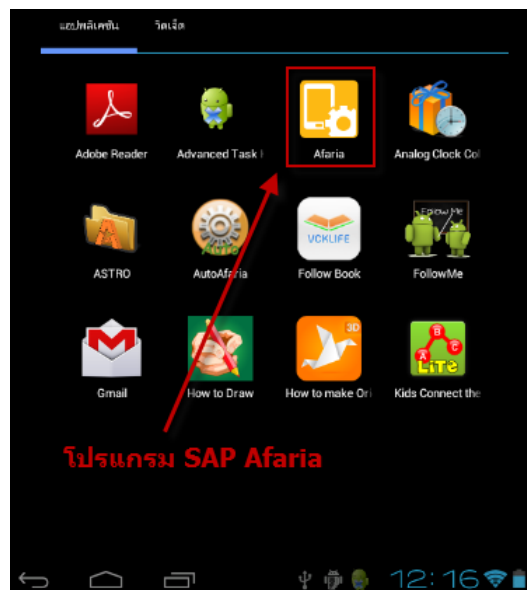 แอปพลิเคชัน วิดเจ็ต
Adobe Reader Advanced Task Afaria Analog Clock Col
VCKLIFE Follow Me
ASTRO AutoAfaria Follow Book FollowMe
3D
LiTe
Gmail How to Draw How to make Ori Kids Connect the
โปรแกรม SAP Afaria
12:16